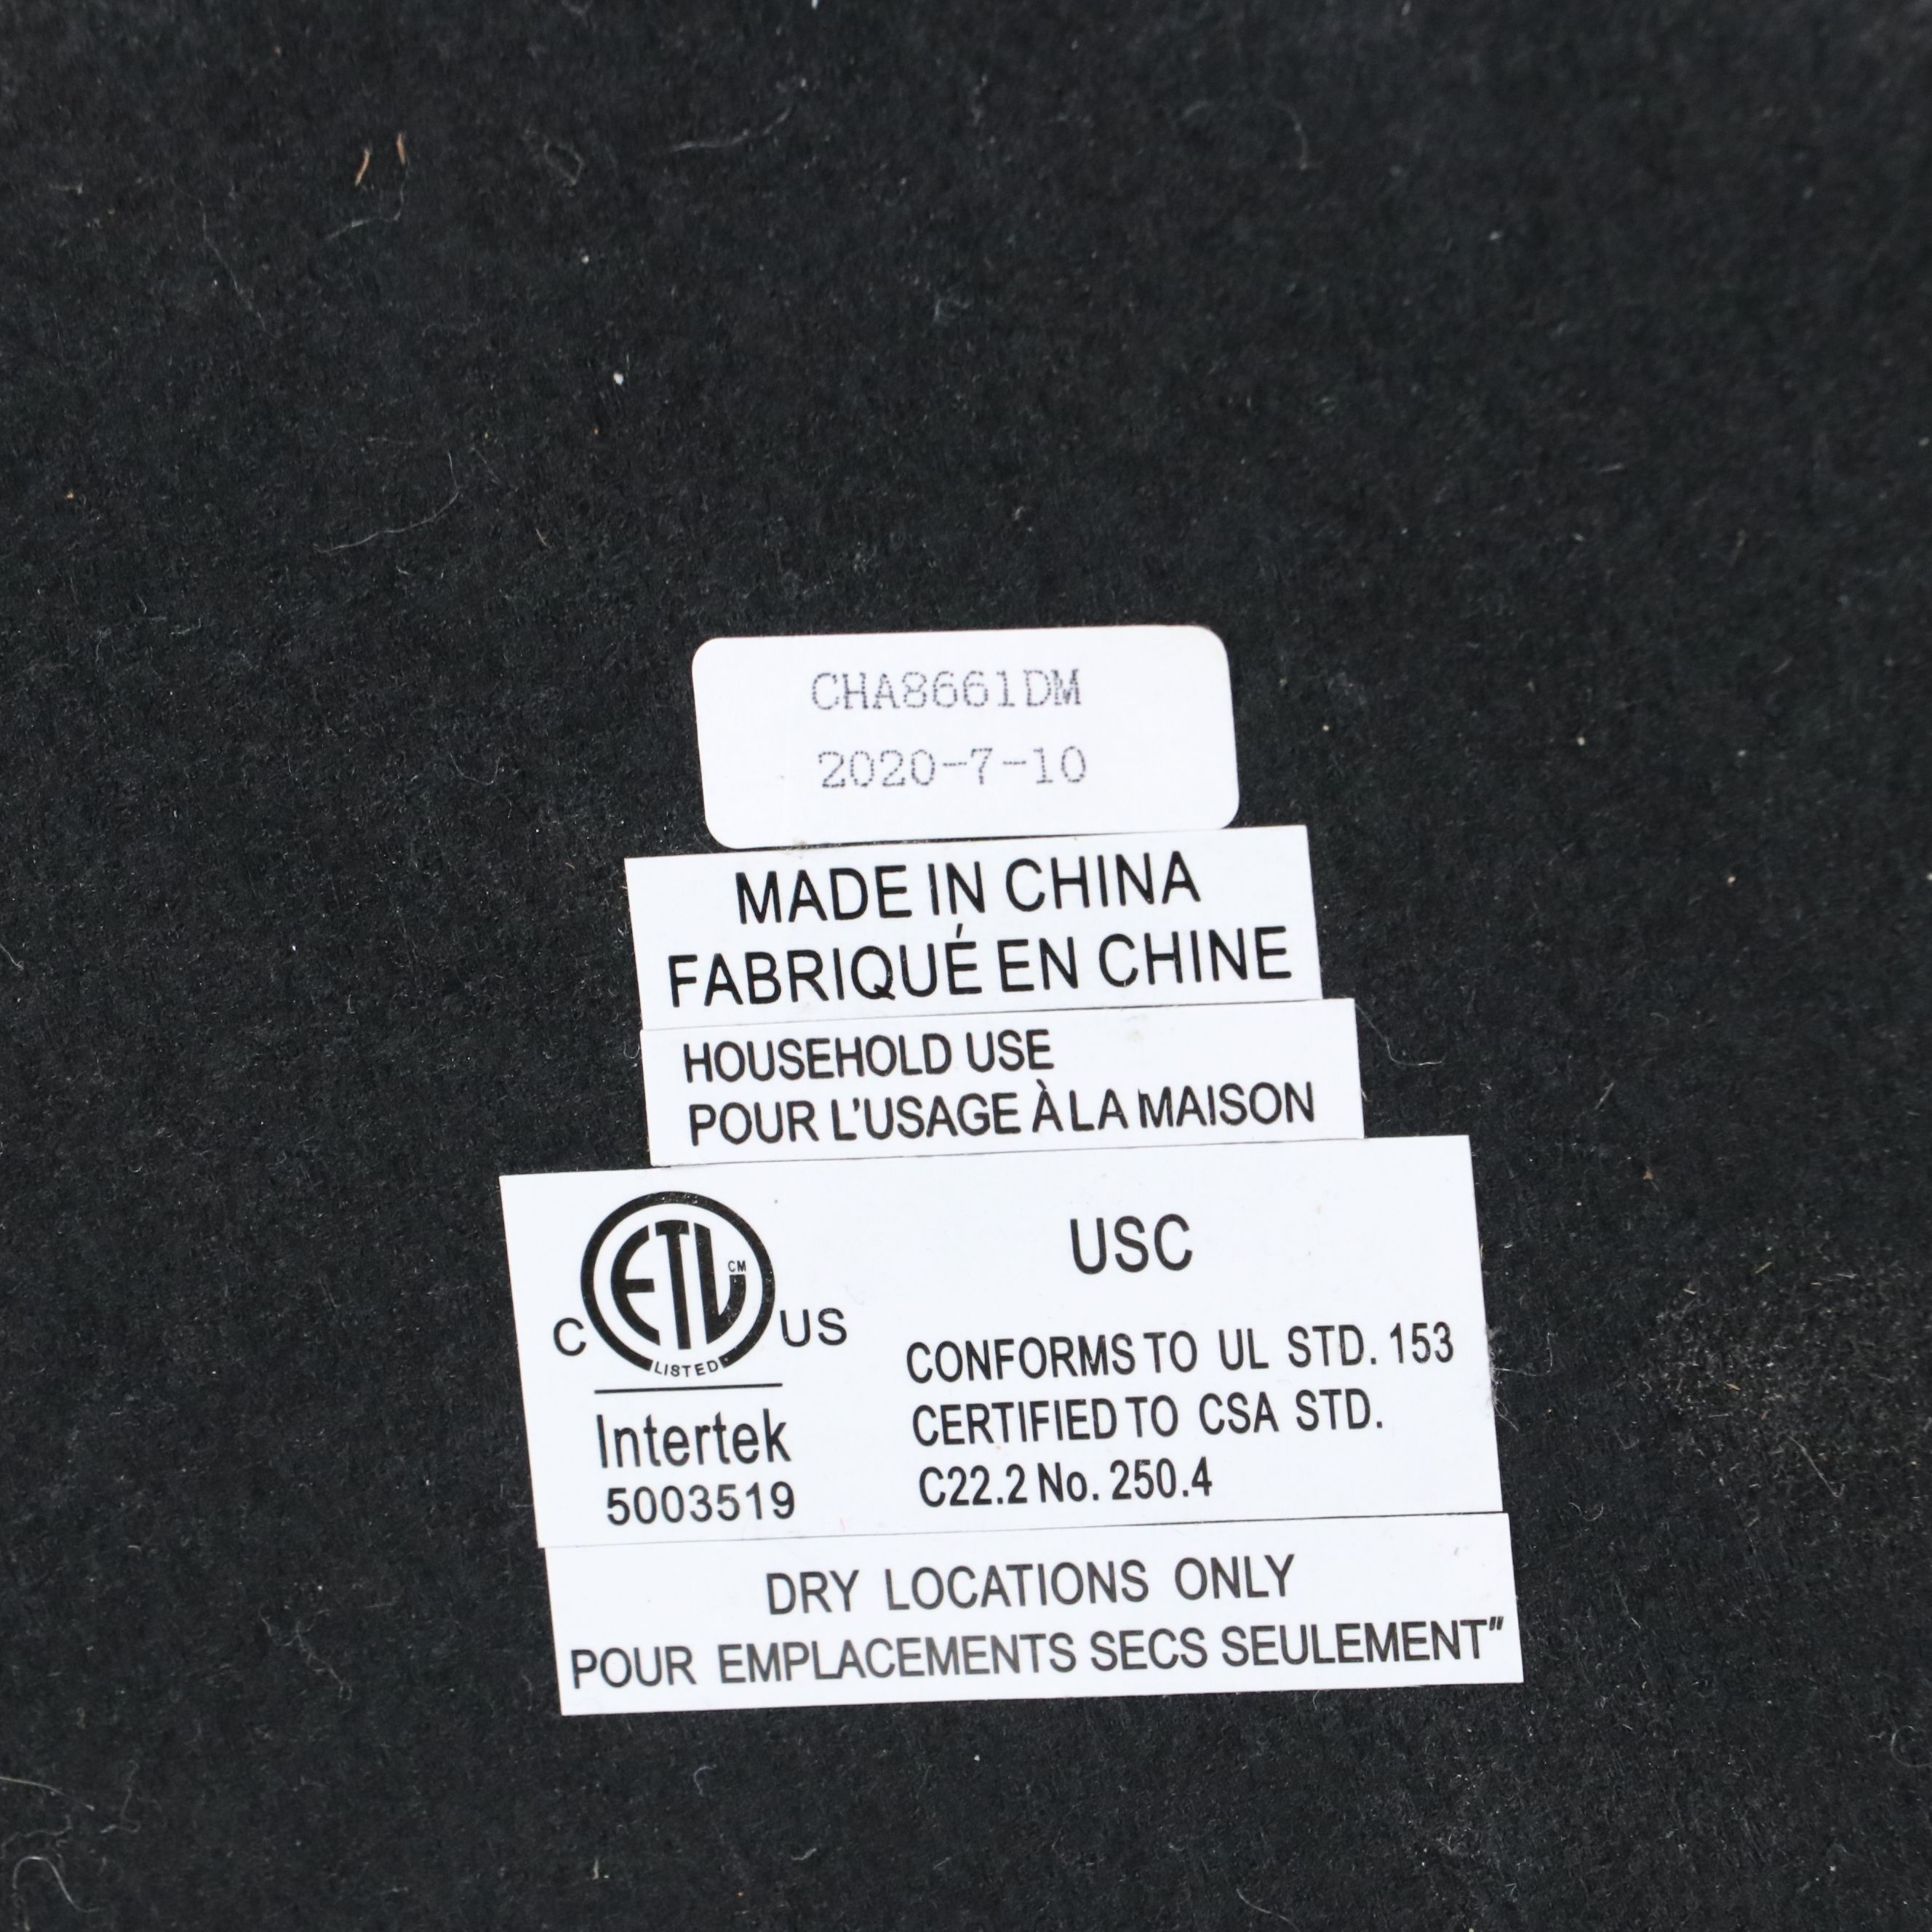 CHA8661DM
2020-7-10
MADE IN CHINA
FABRIQUÉ EN CHINE
HOUSEHOLD USE
POUR L'USAGE À LA MAISON
C ETL CM US
LISTED
Intertek
5003519
USC
CONFORMS TO UL STD. 153
CERTIFIED TO CSA STD.
C22.2 No. 250.4
DRY LOCATIONS ONLY
POUR EMPLACEMENTS SECS SEULEMENT"